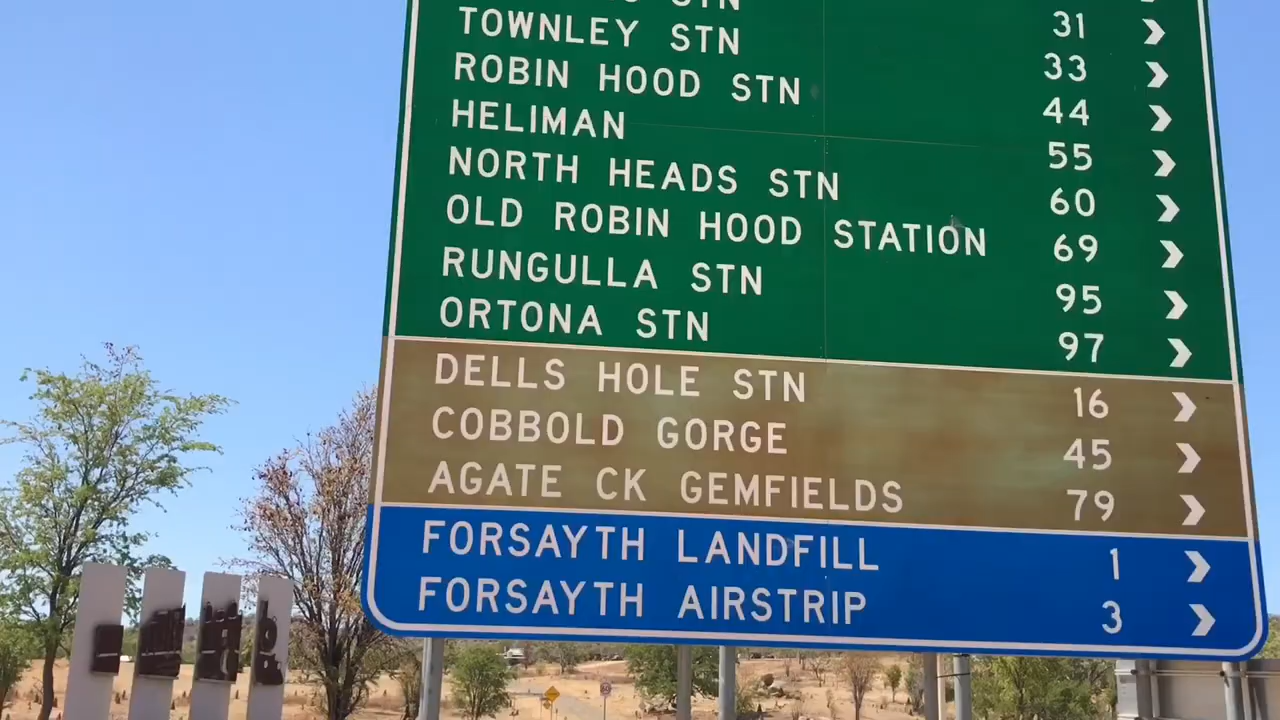 STN
TOWNLEY STN 31
ROBIN HOOD STN 33
HELIMAN 44
NORTH HEADS STN 55
OLD ROBIN HOOD STATION 60
RUNGULLA STN 69
ORTONA STN 95
97
DELLS HOLE STN 16
COBBOLD GORGE 45
AGATE CK GEMFIELDS 79
FORSAYTH LANDFILL 1
FORSAYTH AIRSTRIP 3